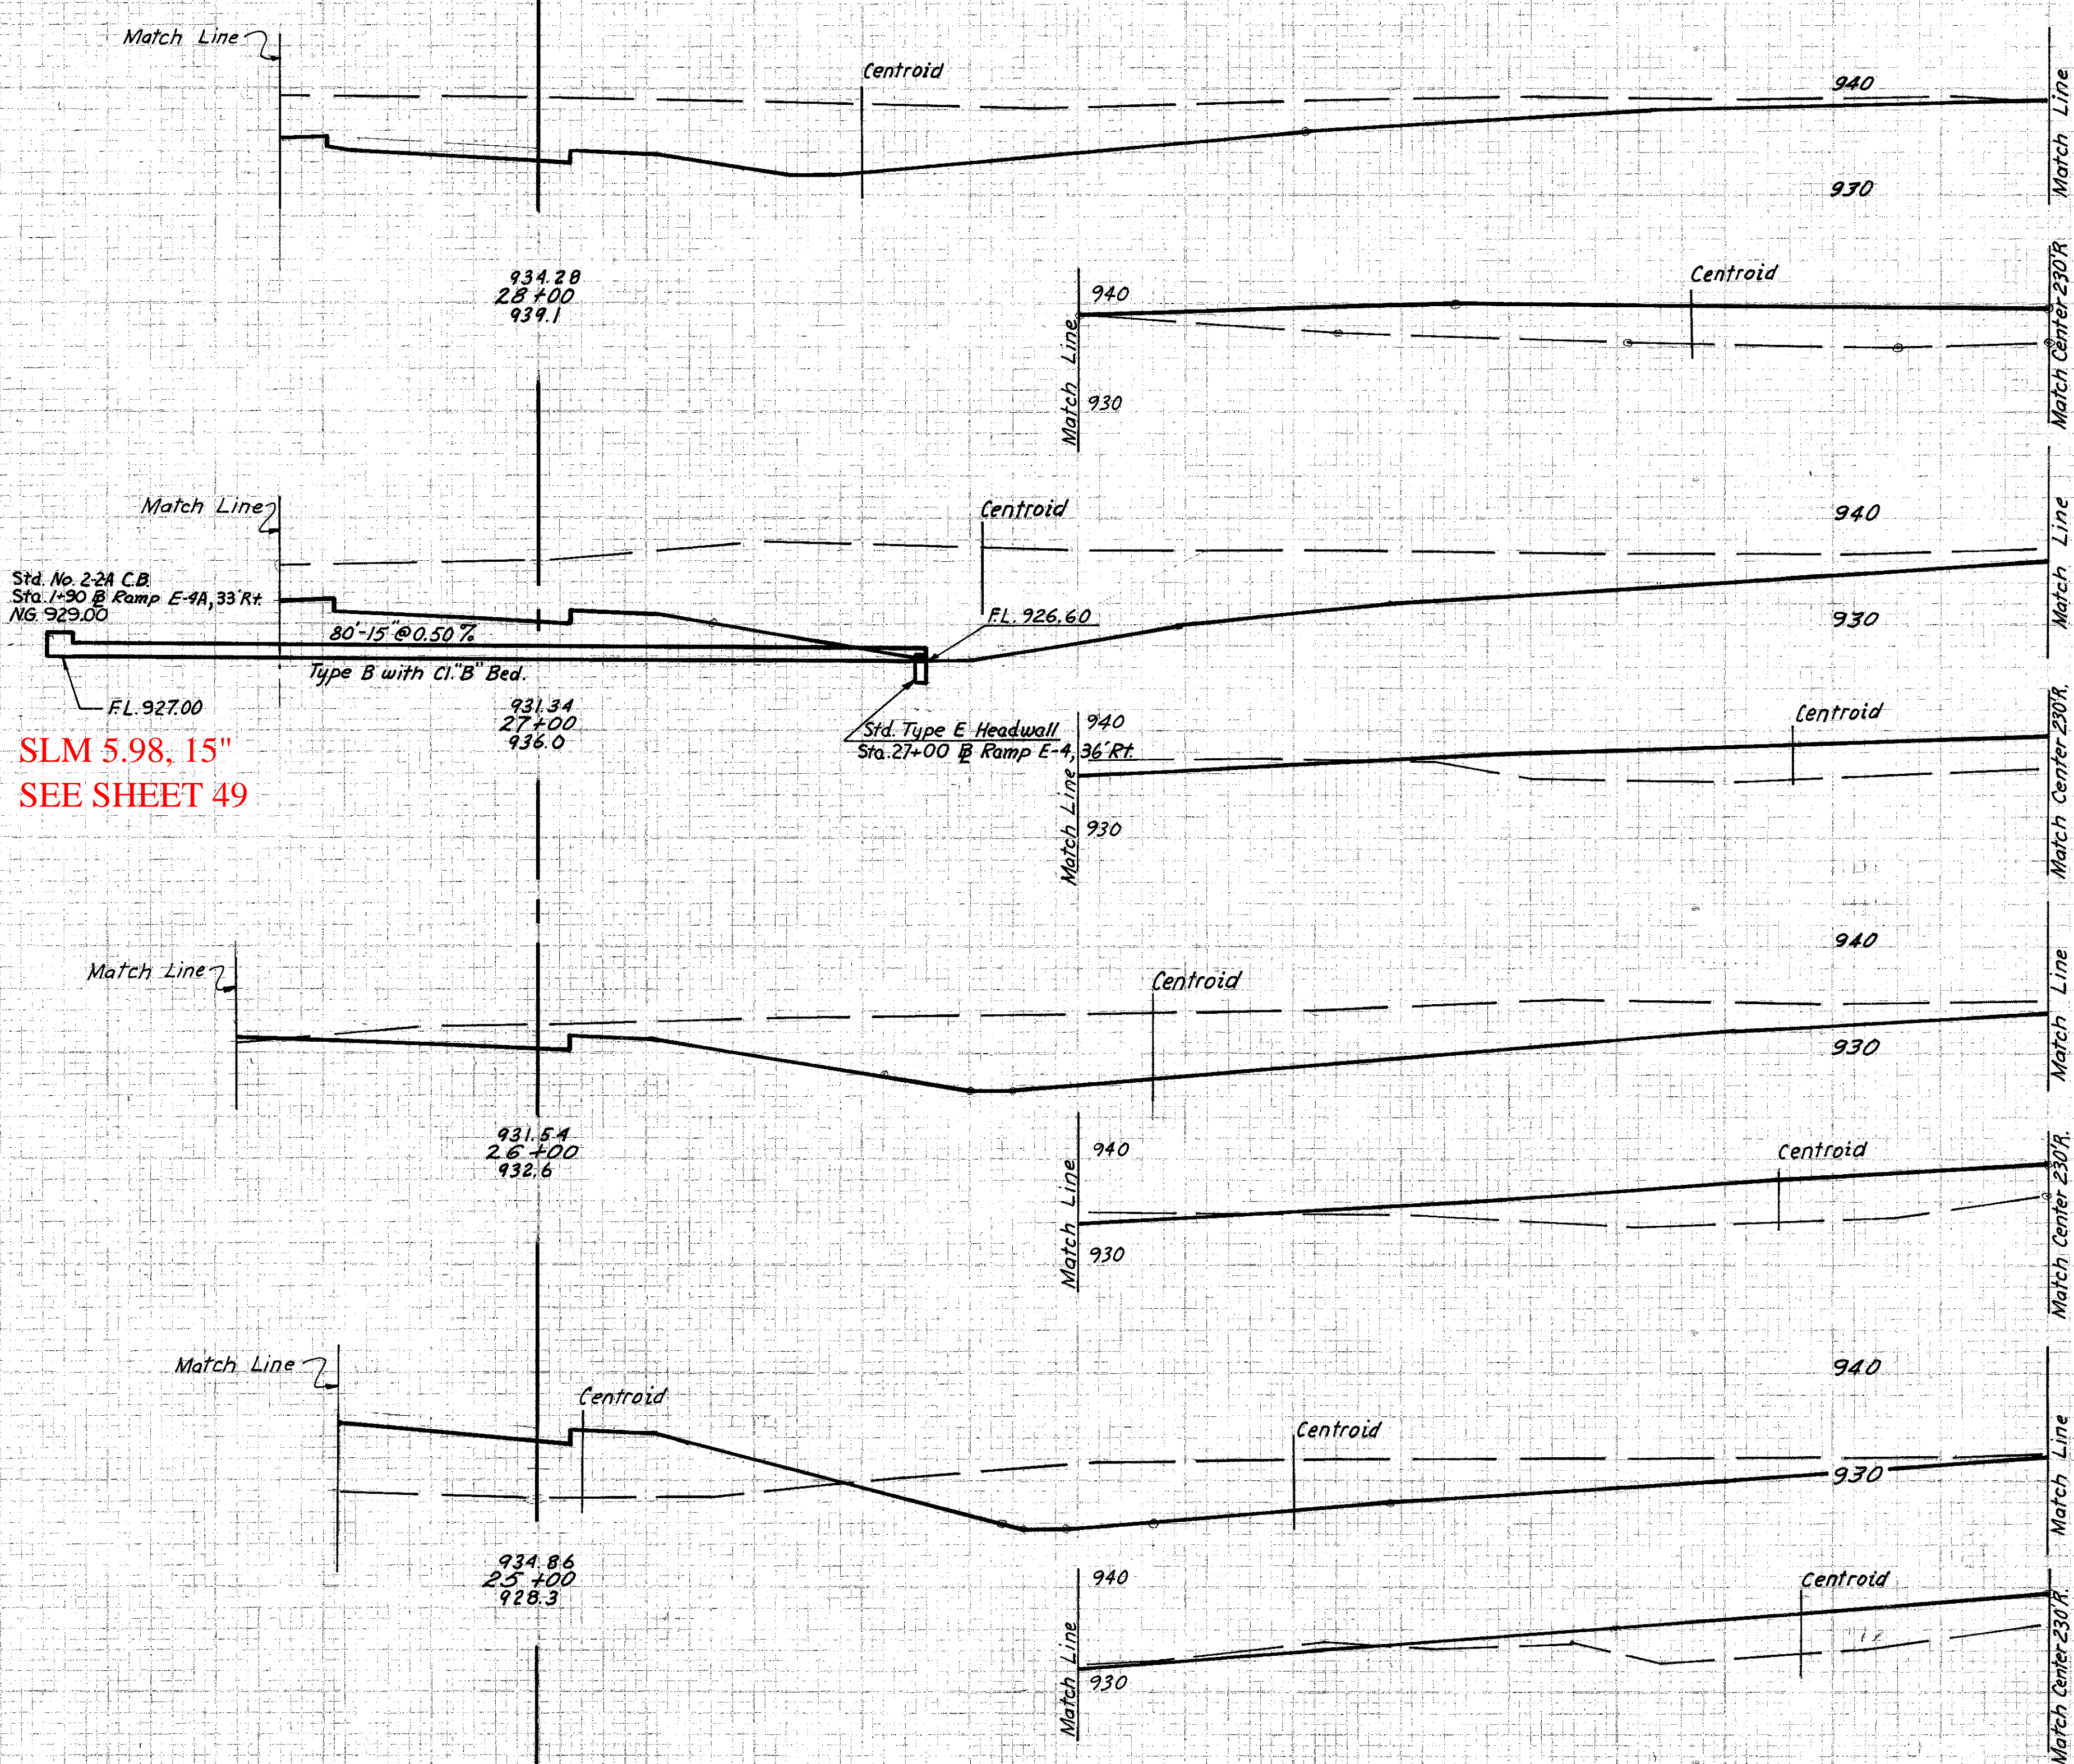 Match Line
Centroid
940
930
Match Line
934.28
28+00
939.1
Centroid
940
930
Match Line
Match Center 230'R
Match Line
Centroid
940
930
Match Line
Std. No. 2-2A C.B.
Sta. 1+90 ℄ Ramp E-4A, 33' Rt.
NG. 929.00
80'-15" @ 0.50 %
Type B with Cl. "B" Bed.
F.L. 926.60
F.L. 927.00
SLM 5.98, 15"
SEE SHEET 49
931.34
27+00
936.0
Std. Type E Headwall
Sta. 27+00 ℄ Ramp E-4, 36' Rt.
Centroid
940
930
Match Line
Match Center 230'R.
Match Line
Centroid
940
930
Match Line
931.54
26+00
932.6
Centroid
940
930
Match Line
Match Center 230'R.
Match Line
Centroid
Centroid
940
930
Match Line
934.86
25+00
928.3
Centroid
940
930
Match Line
Match Center 230'R.